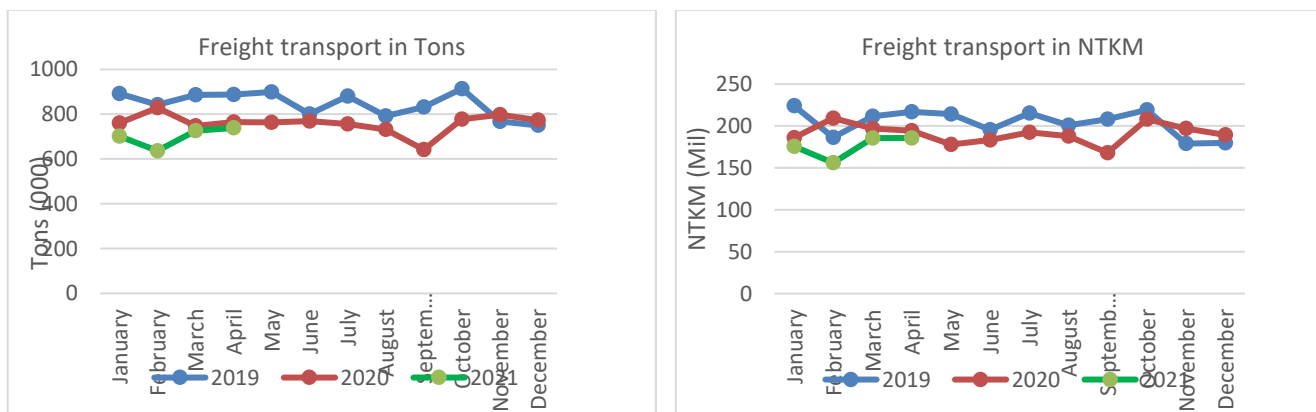 Freight transport in Tons
1000
800
600
400
200
0
Tons (000)
January
February
March
April
May
June
July
August
Septem...
October
November
December
2019
2020
2021
Freight transport in NTKM
250
200
150
100
50
0
NTKM (Mil)
January
February
March
April
May
June
July
August
Septemb...
October
November
December
2019
2020
2021